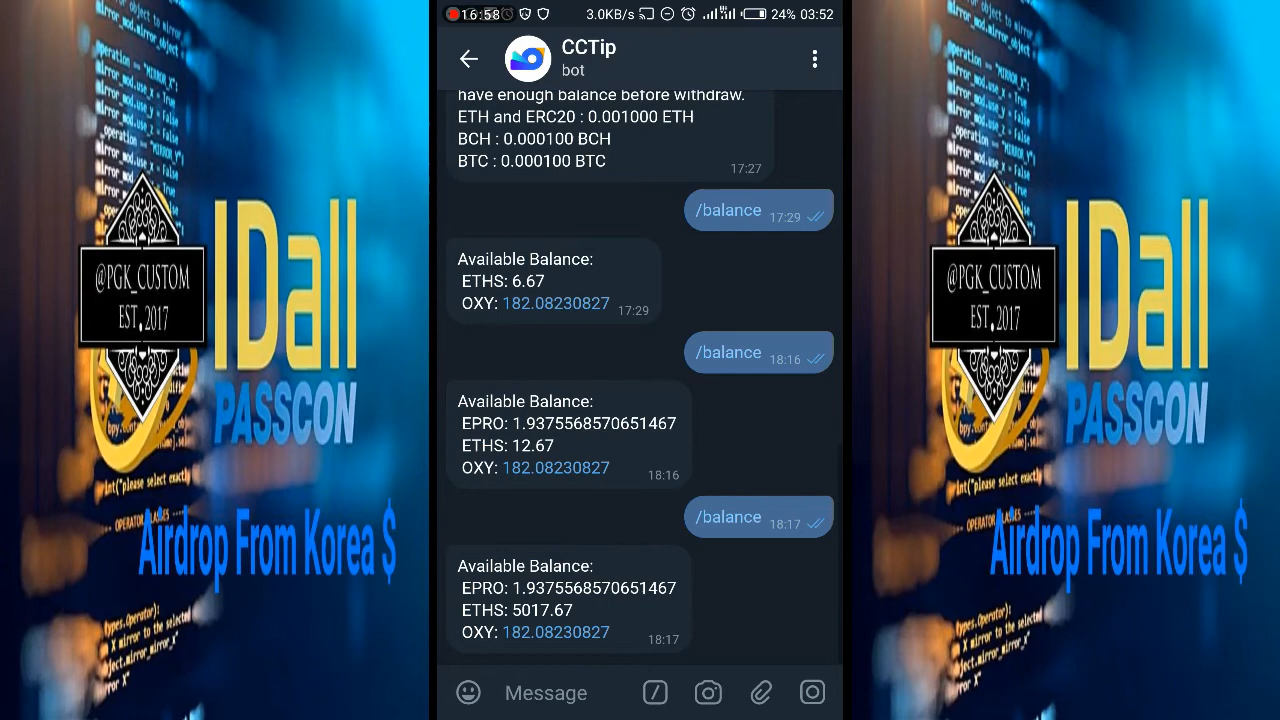 16:58
3.0KB/s
24% 03:52
CCTip
bot
have enough balance before withdraw.
ETH and ERC20 : 0.001000 ETH
BCH : 0.000100 BCH
BTC : 0.000100 BTC
17:27
/balance 17:29
Available Balance:
ETHS: 6.67
OXY: 182.08230827
17:29
/balance 18:16
Available Balance:
EPRO: 1.9375568570651467
ETHS: 12.67
OXY: 182.08230827
18:16
/balance 18:17
Available Balance:
EPRO: 1.9375568570651467
ETHS: 5017.67
OXY: 182.08230827
18:17
Message
@PGK_CUSTOM
EST.2017
IDall
PASSCON
Airdrop From Korea $
@PGK_CUSTOM
EST.2017
IDall
PASSCON
Airdrop From Korea $